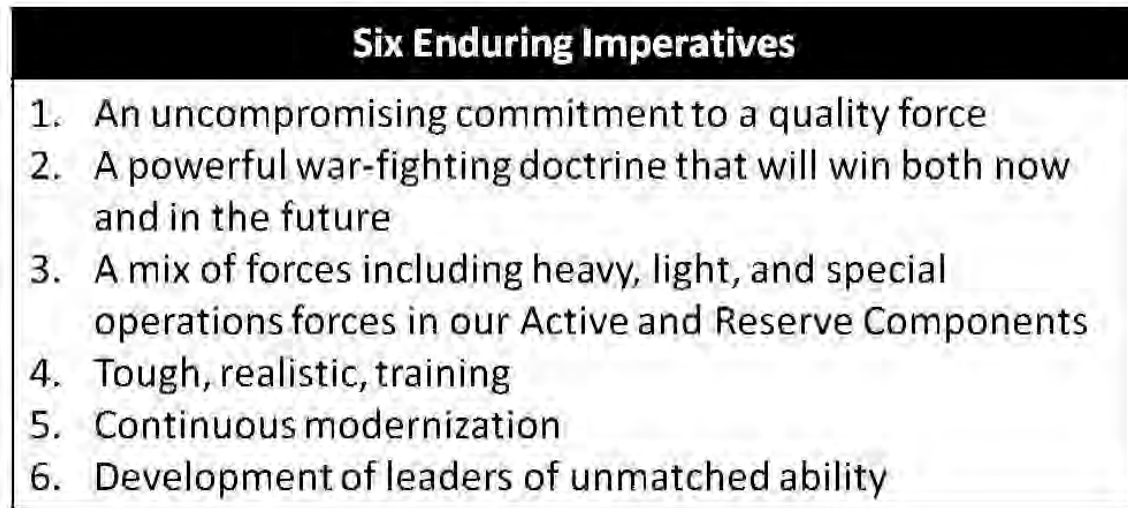 Six Enduring Imperatives
1. An uncompromising commitment to a quality force
2. A powerful war-fighting doctrine that will win both now
and in the future
3. A mix of forces including heavy, light, and special
operations forces in our Active and Reserve Components
4. Tough, realistic, training
5. Continuous modernization
6. Development of leaders of unmatched ability